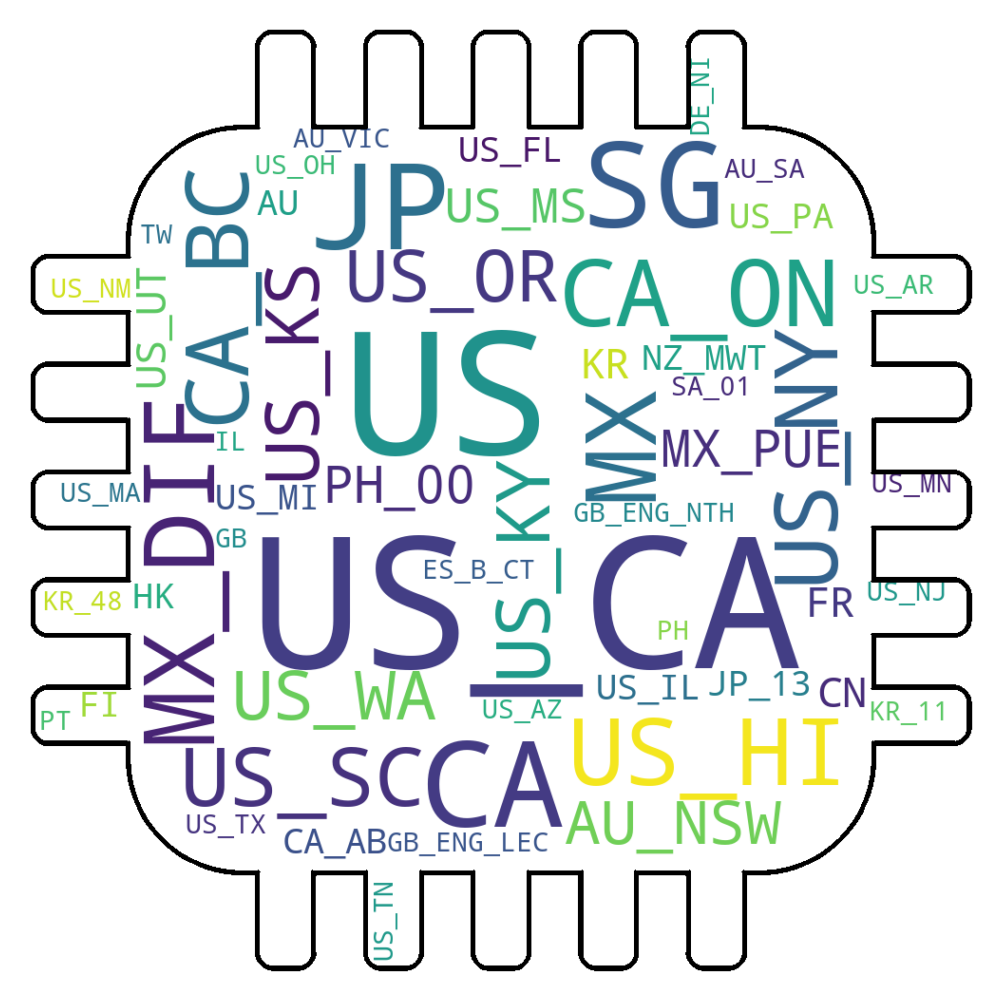 DE_NI
AU_VIC
US_FL
SG
US_OH
JP
AU_SA
CA_BC
AU
US_MS
US_PA
TW
US_OR
CA_ON
US_NM
US_UT
US_KS
US_AR
US
KR
NZ_MWT
US_NY
SA_01
MX
MX_DIF
IL
MX_PUE
US_MA
US_MI
PH_00
US_KY
US_MN
GB_ENG_NTH
GB
US_CA
ES_B_CT
KR_48
HK
FR
US_NJ
PH
US_WA
US_IL
JP_13
CN
PT
FI
US_AZ
KR_11
US_SC
CA
US_HI
US_TX
AU_NSW
CA_AB
GB_ENG_LEC
US_TN